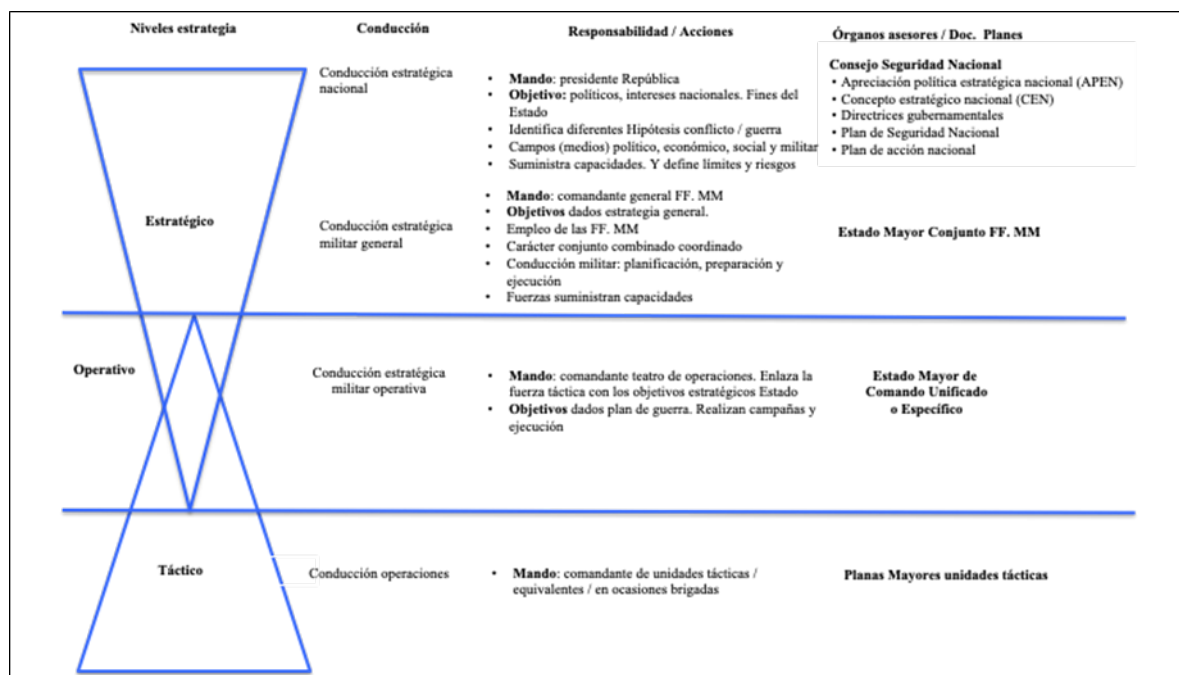 Niveles estrategia
Conducción
Responsabilidad / Acciones
Órganos asesores / Doc. Planes
Estratégico
Conducción estratégica
nacional
• Mando: presidente República
• Objetivo: políticos, intereses nacionales. Fines del
Estado
• Identifica diferentes Hipótesis conflicto / guerra
• Campos (medios) político, económico, social y militar
• Suministra capacidades. Y define límites y riesgos
Consejo Seguridad Nacional
• Apreciación política estratégica nacional (APEN)
• Concepto estratégico nacional (CEN)
• Directrices gubernamentales
• Plan de Seguridad Nacional
• Plan de acción nacional
Conducción estratégica
militar general
• Mando: comandante general FF. MM
• Objetivos dados estrategia general.
• Empleo de las FF. MM
• Carácter conjunto combinado coordinado
• Conducción militar: planificación, preparación y
ejecución
• Fuerzas suministran capacidades
Estado Mayor Conjunto FF. MM
Operativo
Conducción estratégica
militar operativa
• Mando: comandante teatro de operaciones. Enlaza la
fuerza táctica con los objetivos estratégicos Estado
• Objetivos dados plan de guerra. Realizan campañas y
ejecución
Estado Mayor de
Comando Unificado
o Específico
Táctico
Conducción operaciones
• Mando: comandante de unidades tácticas /
equivalentes / en ocasiones brigadas
Planas Mayores unidades tácticas